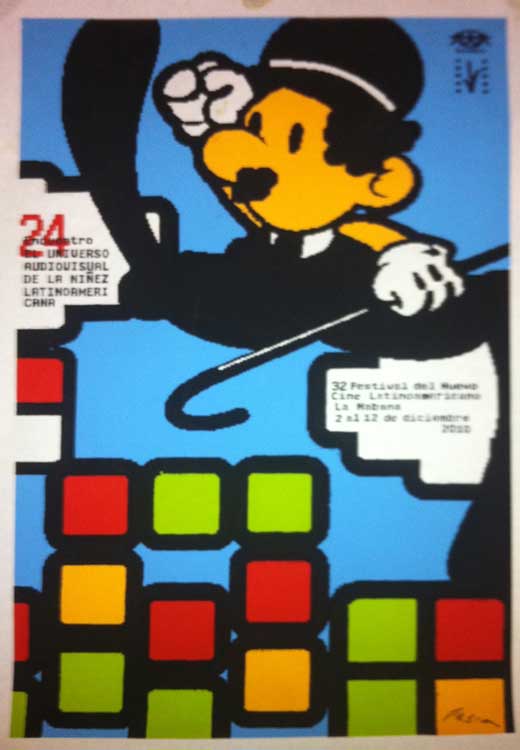 24
Encuentro
EL UNIVERSO
AUDIOVISUAL
DE LA NIÑEZ
LATINOAMERI
CANA
32 Festival del Nuevo
Cine Latinoamericano
La Habana
2 al 12 de diciembre
2010